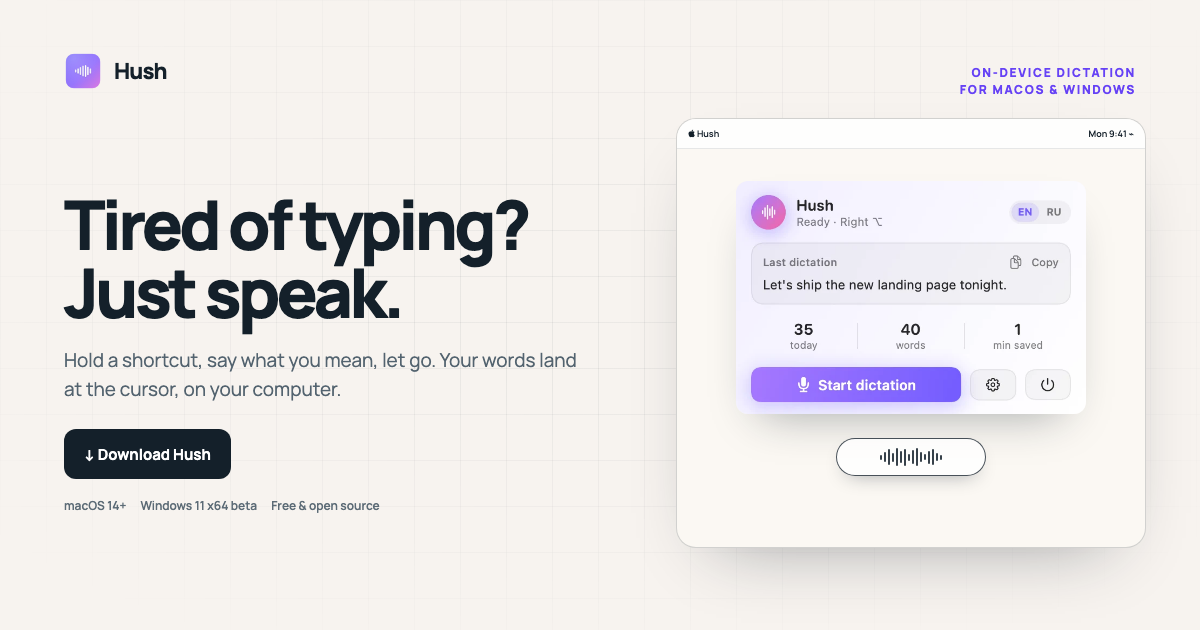 Hush
ON-DEVICE DICTATION
FOR MACOS & WINDOWS
Tired of typing?
Just speak.
Hold a shortcut, say what you mean, let go. Your words land
at the cursor, on your computer.
↓ Download Hush
macOS 14+ Windows 11 x64 beta Free & open source
Hush Mon 9:41
Hush
Ready · Right ⌥
EN RU
Last dictation Copy
Let's ship the new landing page tonight.
35 40 1
today words min saved
Start dictation